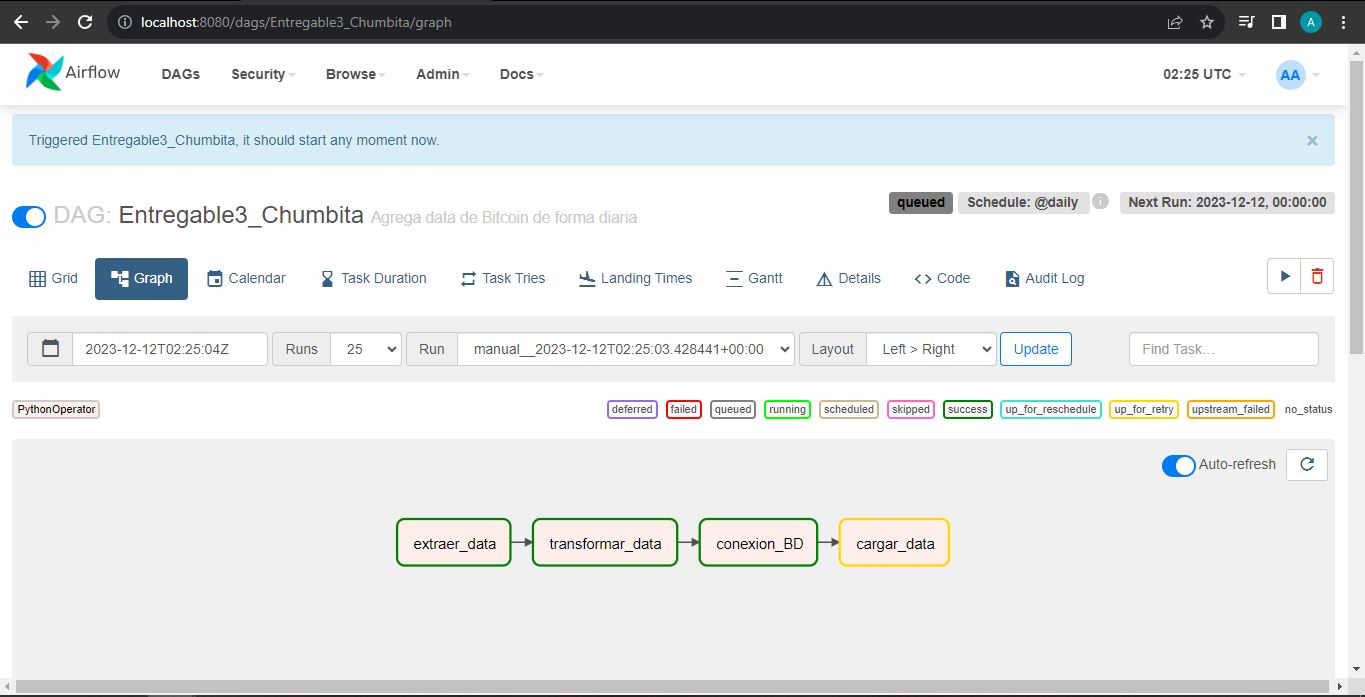 localhost:8080/dags/Entregable3_Chumbita/graph
A
Airflow
DAGs
Security
Browse
Admin
Docs
02:25 UTC
AA
Triggered Entregable3_Chumbita, it should start any moment now.
×
DAG: Entregable3_Chumbita Agrega data de Bitcoin de forma diaria
queued
Schedule: @daily
i
Next Run: 2023-12-12, 00:00:00
Grid
Graph
Calendar
Task Duration
Task Tries
Landing Times
Gantt
Details
<> Code
Audit Log
2023-12-12T02:25:04Z
Runs
25
Run
manual__2023-12-12T02:25:03.428441+00:00
Layout
Left > Right
Update
Find Task...
PythonOperator
deferred
failed
queued
running
scheduled
skipped
success
up_for_reschedule
up_for_retry
upstream_failed
no_status
Auto-refresh
extraer_data
transformar_data
conexion_BD
cargar_data